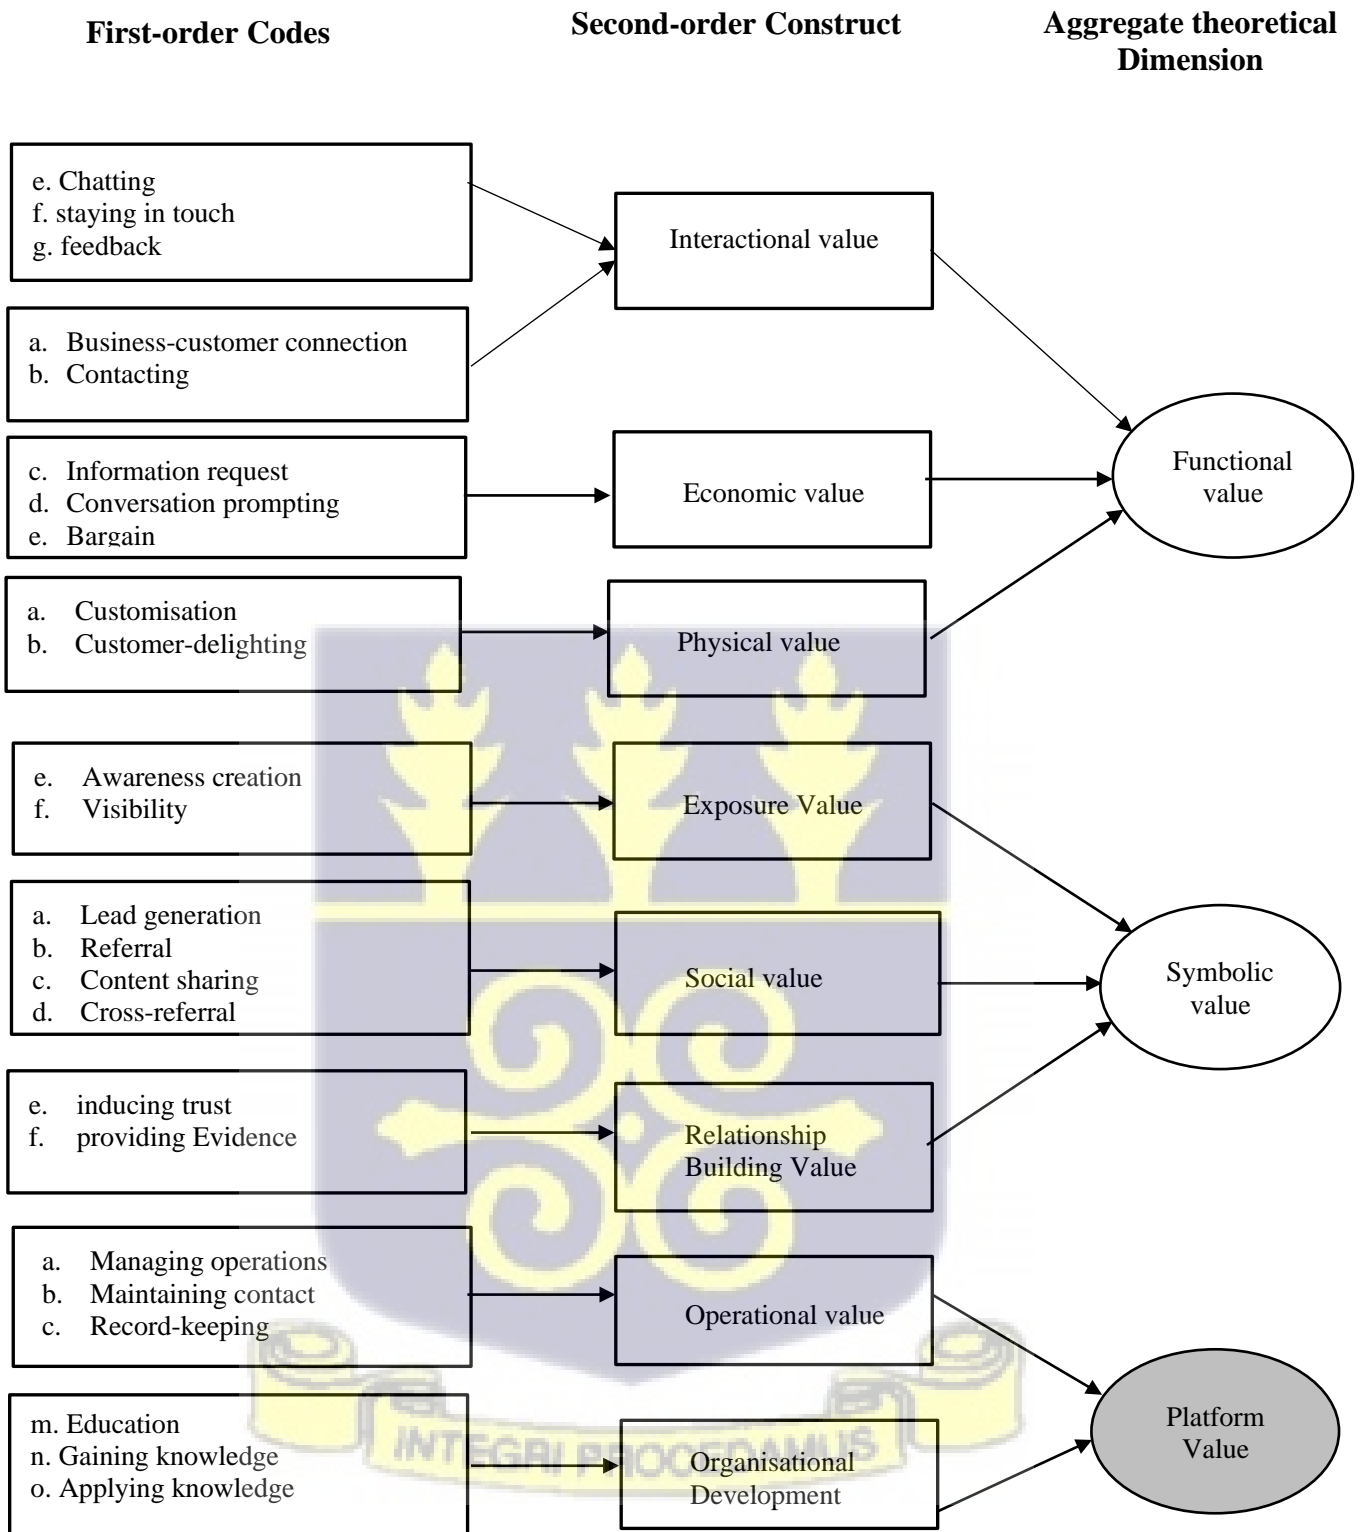 First-order Codes
Second-order Construct
Aggregate theoretical
Dimension
e. Chatting
f. staying in touch
g. feedback
Interactional value
a. Business-customer connection
b. Contacting
c. Information request
d. Conversation prompting
e. Bargain
Economic value
Functional
value
a. Customisation
b. Customer-delighting
Physical value
e. Awareness creation
f. Visibility
Exposure Value
a. Lead generation
b. Referral
c. Content sharing
d. Cross-referral
Social value
Symbolic
value
e. inducing trust
f. providing Evidence
Relationship
Building Value
a. Managing operations
b. Maintaining contact
c. Record-keeping
Operational value
m. Education
n. Gaining knowledge
o. Applying knowledge
Organisational
Development
Platform
Value
INTEGRI PROCEDAMUS